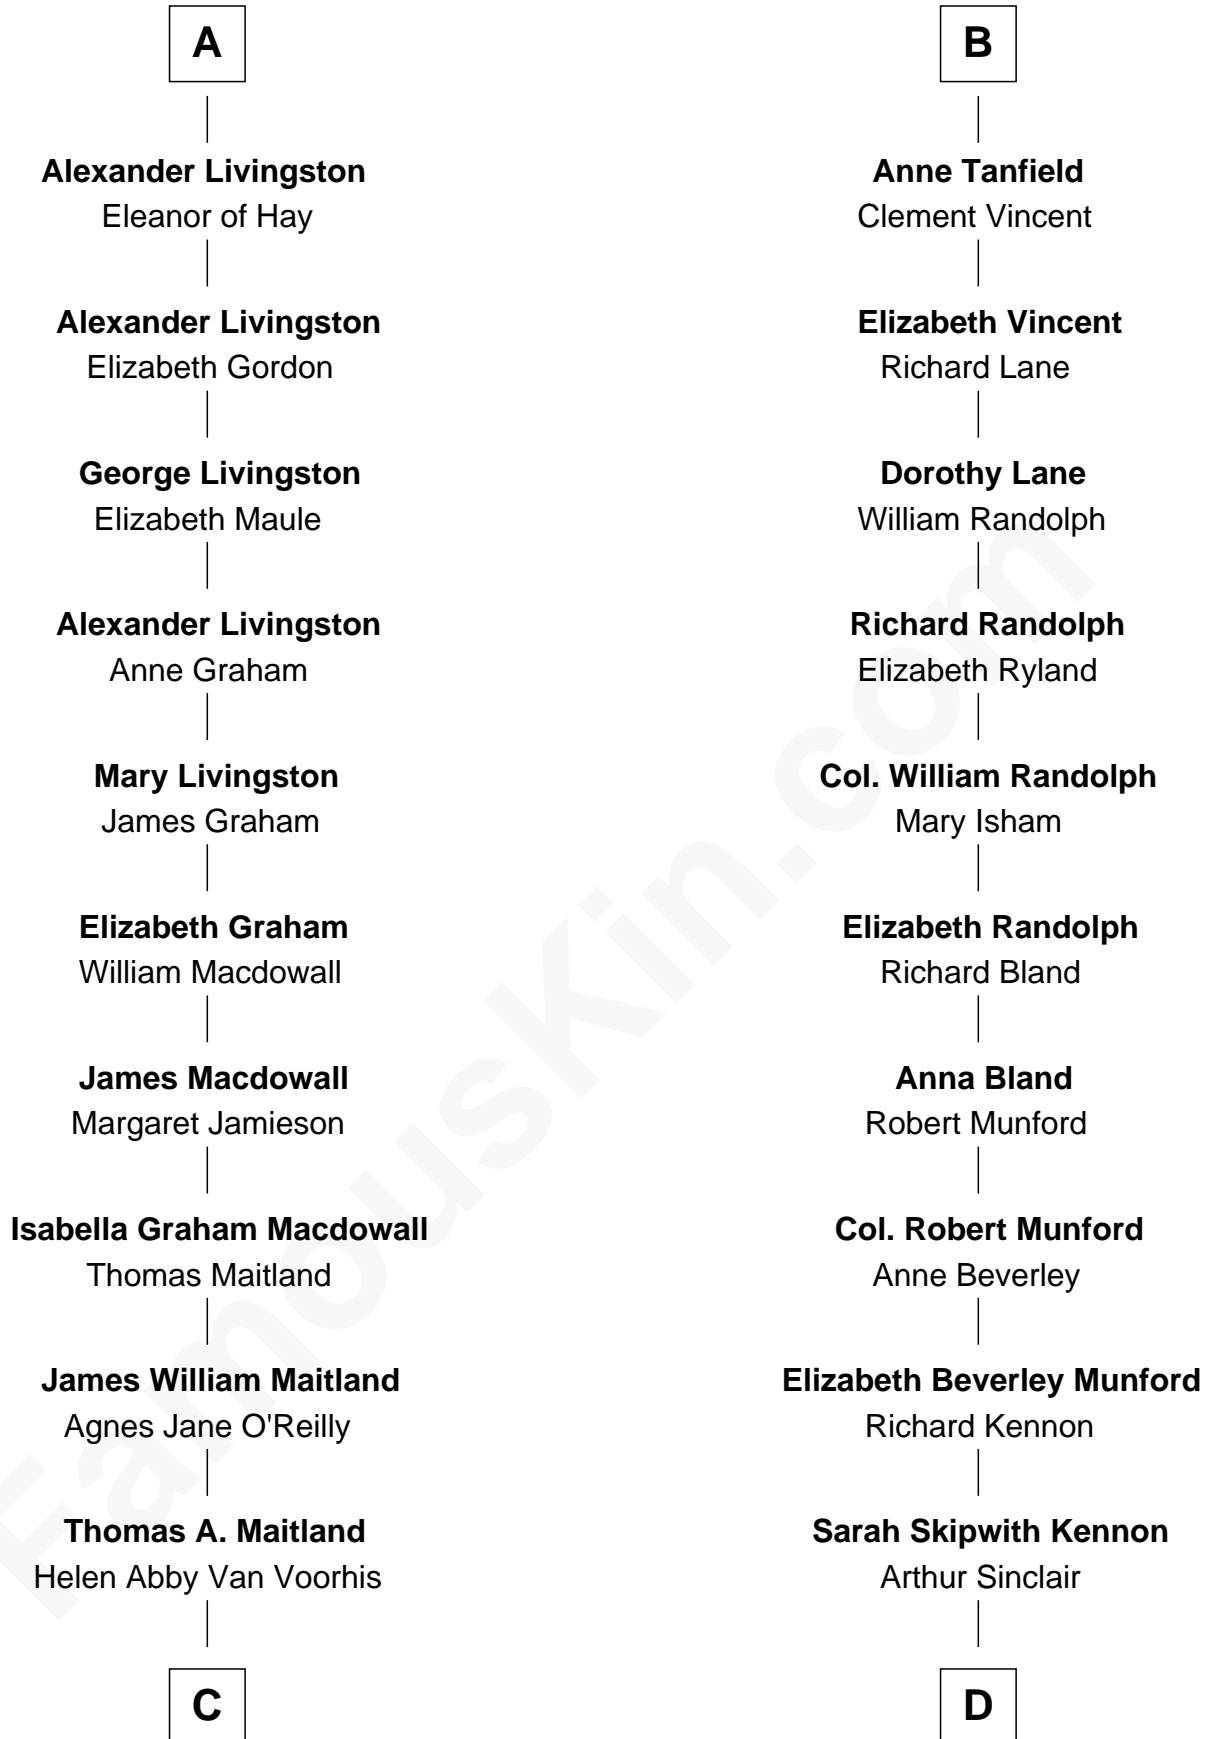 A
Alexander Livingston
Eleanor of Hay
Alexander Livingston
Elizabeth Gordon
George Livingston
Elizabeth Maule
Alexander Livingston
Anne Graham
Mary Livingston
James Graham
Elizabeth Graham
William Macdowall
James Macdowall
Margaret Jamieson
Isabella Graham Macdowall
Thomas Maitland
James William Maitland
Agnes Jane O'Reilly
Thomas A. Maitland
Helen Abby Van Voorhis
C
B
Anne Tanfield
Clement Vincent
Elizabeth Vincent
Richard Lane
Dorothy Lane
William Randolph
Richard Randolph
Elizabeth Ryland
Col. William Randolph
Mary Isham
Elizabeth Randolph
Richard Bland
Anna Bland
Robert Munford
Col. Robert Munford
Anne Beverley
Elizabeth Beverley Munford
Richard Kennon
Sarah Skipwith Kennon
Arthur Sinclair
D
FamousKin.com